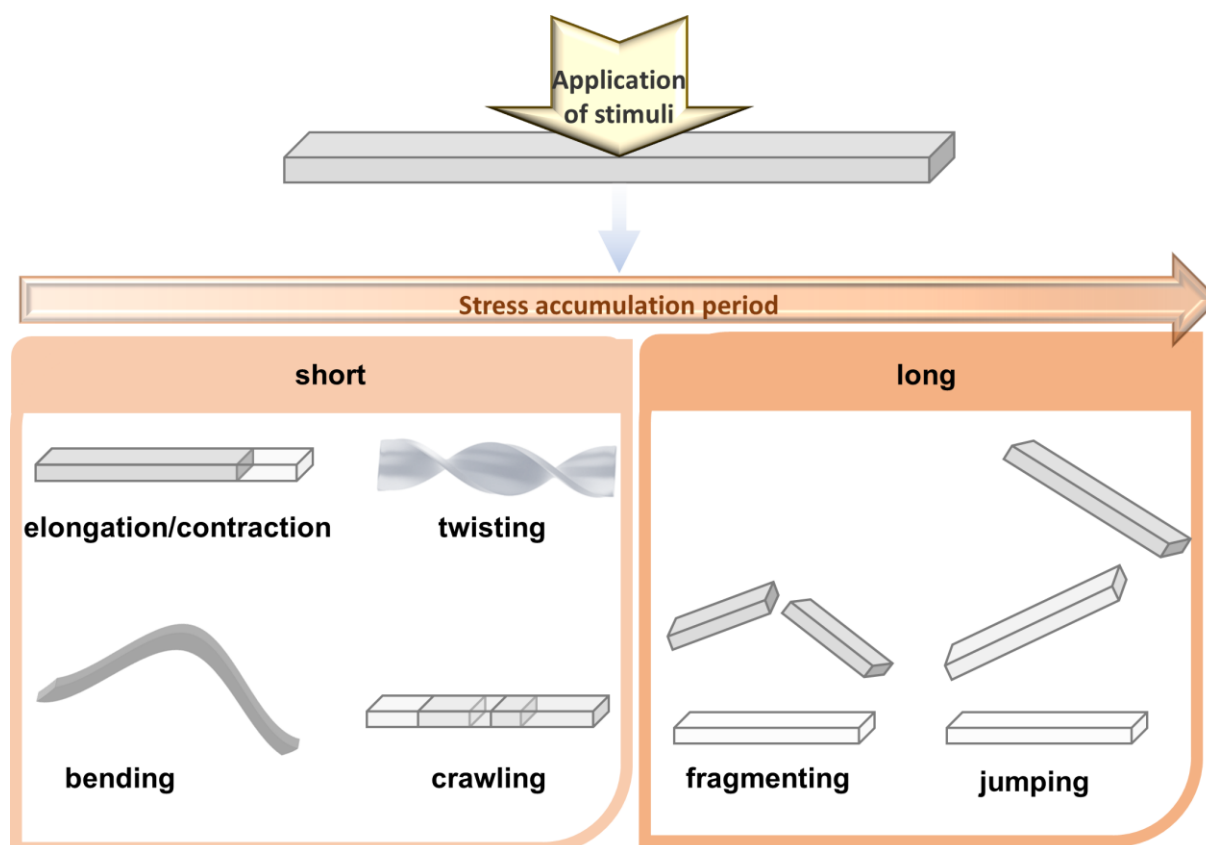 Application
of stimuli
Stress accumulation period
short
long
elongation/contraction
twisting
bending
crawling
fragmenting
jumping